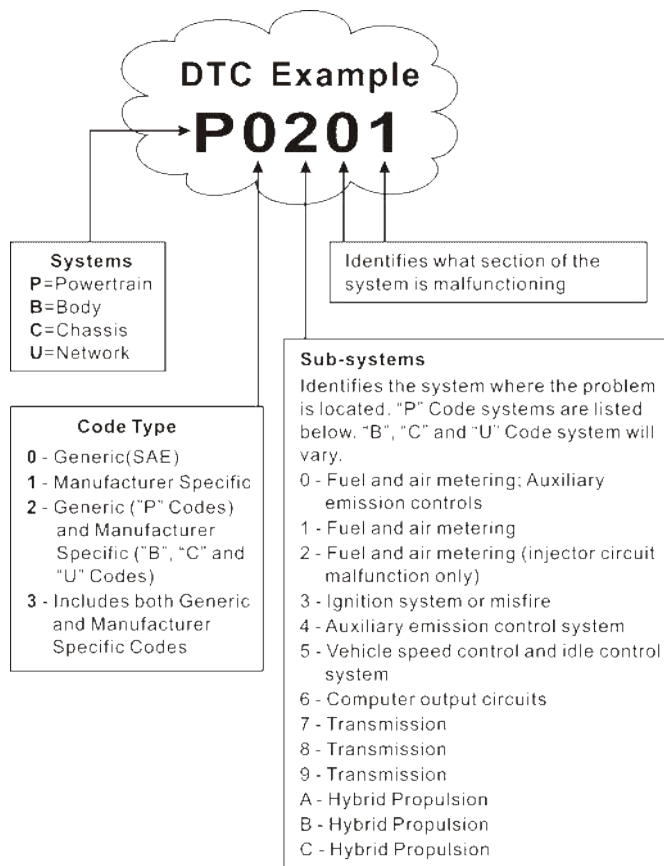 DTC Example
P0201
Systems
P=Powertrain
B=Body
C=Chassis
U=Network
Identifies what section of the
system is malfunctioning
Code Type
0 - Generic(SAE)
1 - Manufacturer Specific
2 - Generic ("P" Codes)
and Manufacturer
Specific ("B", "C" and
"U" Codes)
3 - Includes both Generic
and Manufacturer
Specific Codes
Sub-systems
Identifies the system where the problem
is located. "P" Code systems are listed
below. "B", "C" and "U" Code system will
vary.
0 - Fuel and air metering; Auxiliary
emission controls
1 - Fuel and air metering
2 - Fuel and air metering (injector circuit
malfunction only)
3 - Ignition system or misfire
4 - Auxiliary emission control system
5 - Vehicle speed control and idle control
system
6 - Computer output circuits
7 - Transmission
8 - Transmission
9 - Transmission
A - Hybrid Propulsion
B - Hybrid Propulsion
C - Hybrid Propulsion